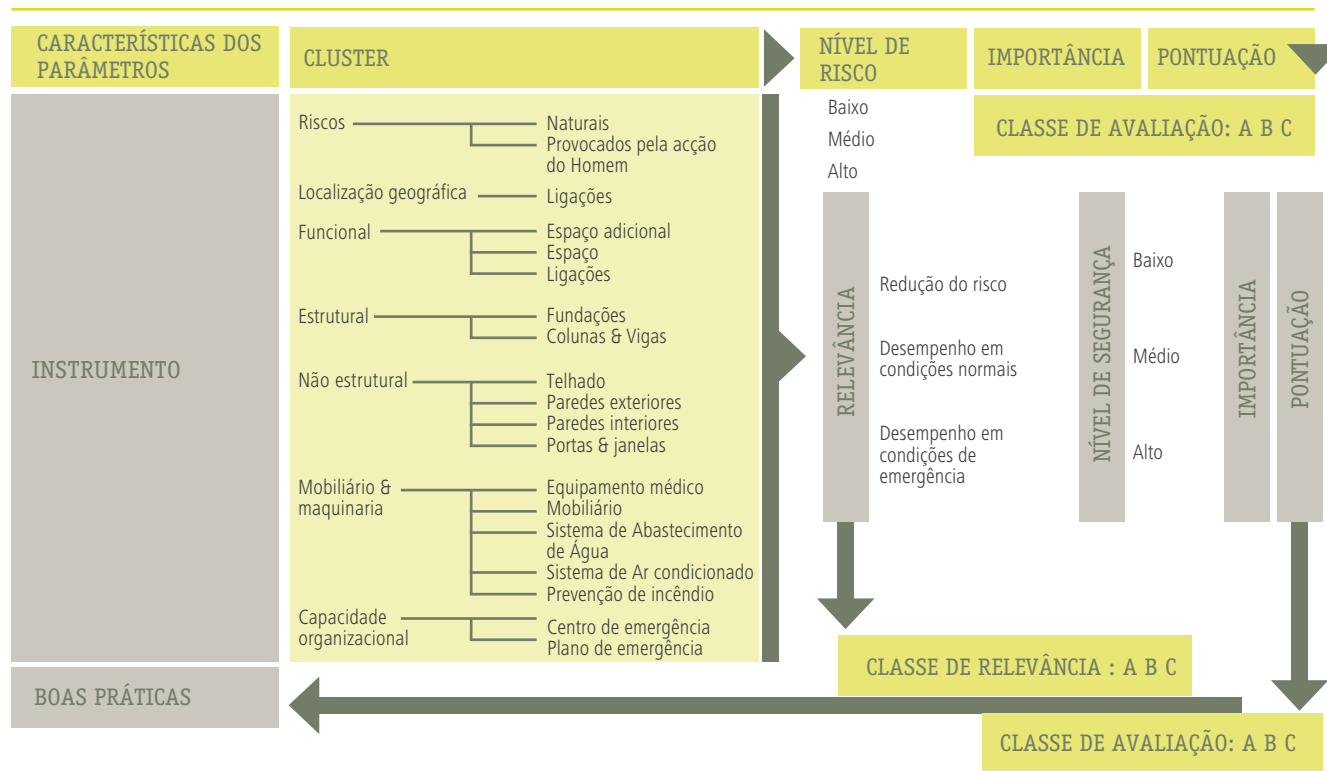 CARACTERÍSTICAS DOS
PARÂMETROS
CLUSTER
NÍVEL DE
RISCO
IMPORTÂNCIA
PONTUAÇÃO
Baixo
Médio
Alto
CLASSE DE AVALIAÇÃO: A B C
INSTRUMENTO
Riscos
Naturais
Provocados pela acção
do Homem
Localização geográfica
Ligações
Funcional
Espaço adicional
Espaço
Ligações
Estrutural
Fundações
Colunas & Vigas
Não estrutural
Telhado
Paredes exteriores
Paredes interiores
Portas & janelas
Mobiliário &
maquinaria
Equipamento médico
Mobiliário
Sistema de Abastecimento
de Água
Sistema de Ar condicionado
Prevenção de incêndio
Capacidade
organizacional
Centro de emergência
Plano de emergência
RELEVÂNCIA
Redução do risco
Desempenho em
condições normais
Desempenho em
condições de
emergência
NÍVEL DE SEGURANÇA
Baixo
Médio
Alto
IMPORTÂNCIA
PONTUAÇÃO
CLASSE DE RELEVÂNCIA : A B C
BOAS PRÁTICAS
CLASSE DE AVALIAÇÃO: A B C